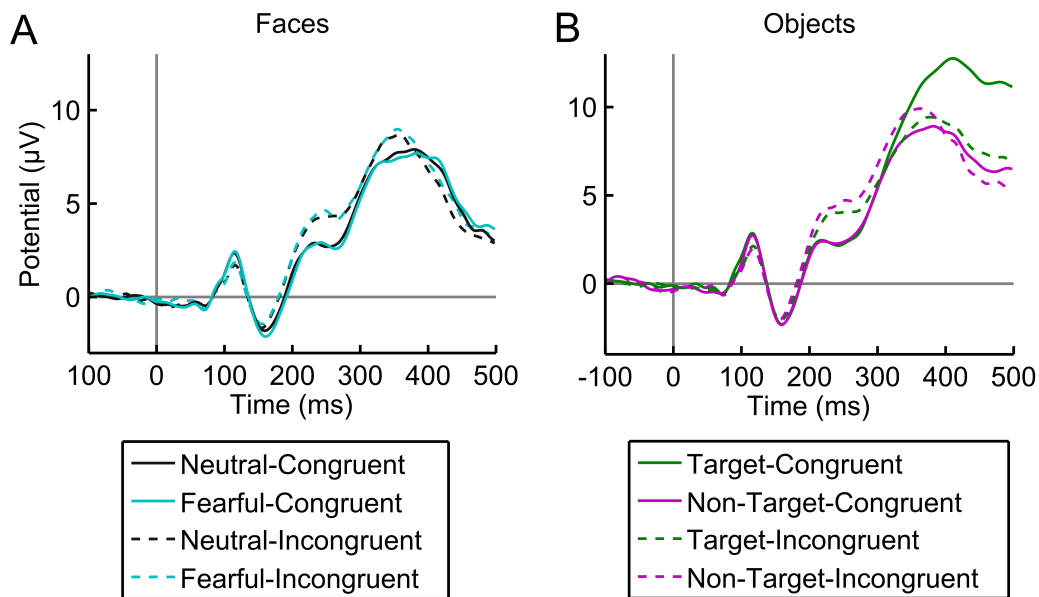 A
Faces
Potential (µV)
10
5
0
100 0 100 200 300 400 500
Time (ms)
Neutral-Congruent
Fearful-Congruent
Neutral-Incongruent
Fearful-Incongruent
B
Objects
10
5
0
-100 0 100 200 300 400 500
Time (ms)
Target-Congruent
Non-Target-Congruent
Target-Incongruent
Non-Target-Incongruent